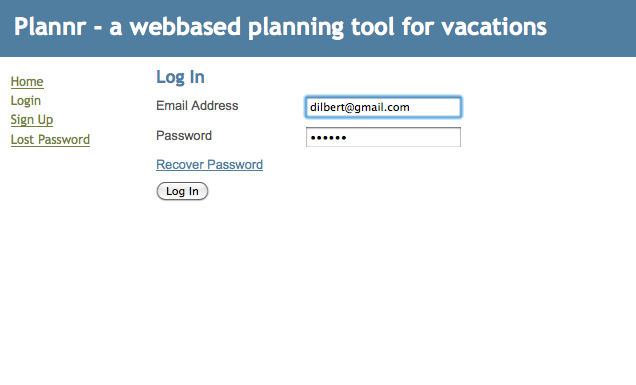 Plannr - a webbased planning tool for vacations
Home
Login
Sign Up
Lost Password
Log In
Email Address dilbert@gmail.com
Password ••••••
Recover Password
Log In